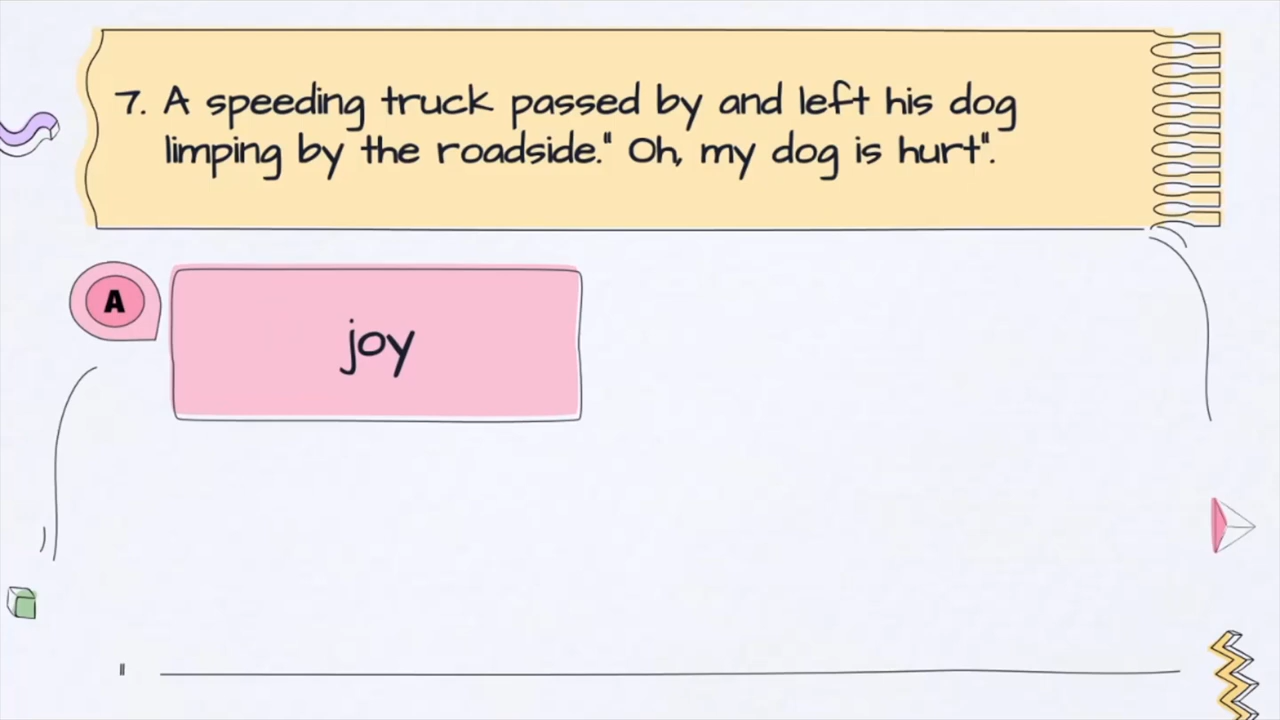 7. A speeding truck passed by and left his dog
limping by the roadside." Oh, my dog is hurt".
A
joy